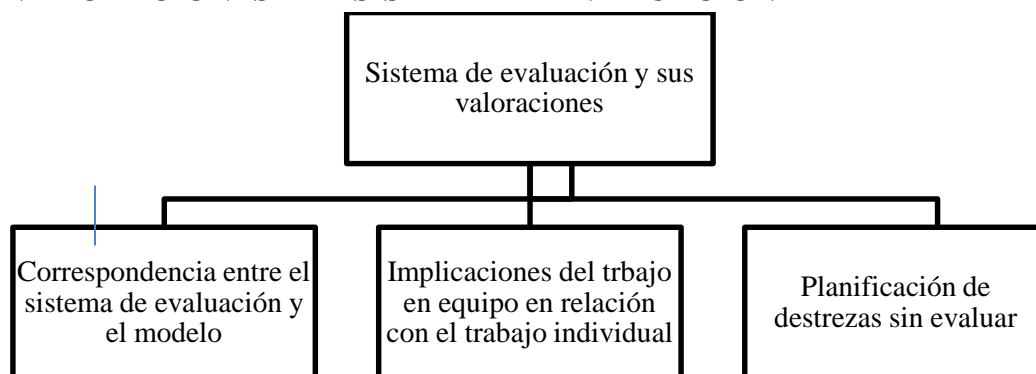 Sistema de evaluación y sus
valoraciones
Correspondencia entre el
sistema de evaluación y
el modelo
Implicaciones del trbajo
en equipo en relación
con el trabajo individual
Planificación de
destrezas sin evaluar